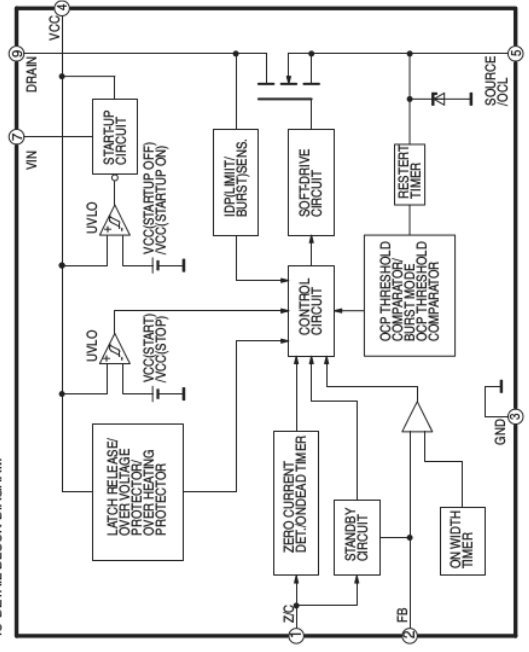 VCC
4
9
DRAIN
7
VIN
START-UP
CIRCUIT
UVLO
VCC(STARTUP OFF)
/VCC(STARTUP ON)
UVLO
VCC(START)
/VCC(STOP)
LATCH RELEASE/
OVER VOLTAGE
PROTECTOR/
OVER HEATING
PROTECTOR
IDP(LIMIT/
BURST)SENS.
SOFT-DRIVE
CIRCUIT
CONTROL
CIRCUIT
ZERO CURRENT
DET./ONDEAD TIMER
STANDBY
CIRCUIT
ON WIDTH
TIMER
OCP THRESHOLD
COMPARATOR/
BURST MODE
OCP THRESHOLD
COMPARATOR
RESTERT
TIMER
5
SOURCE
/OCL
GND
3
Z/C
1
FB
2